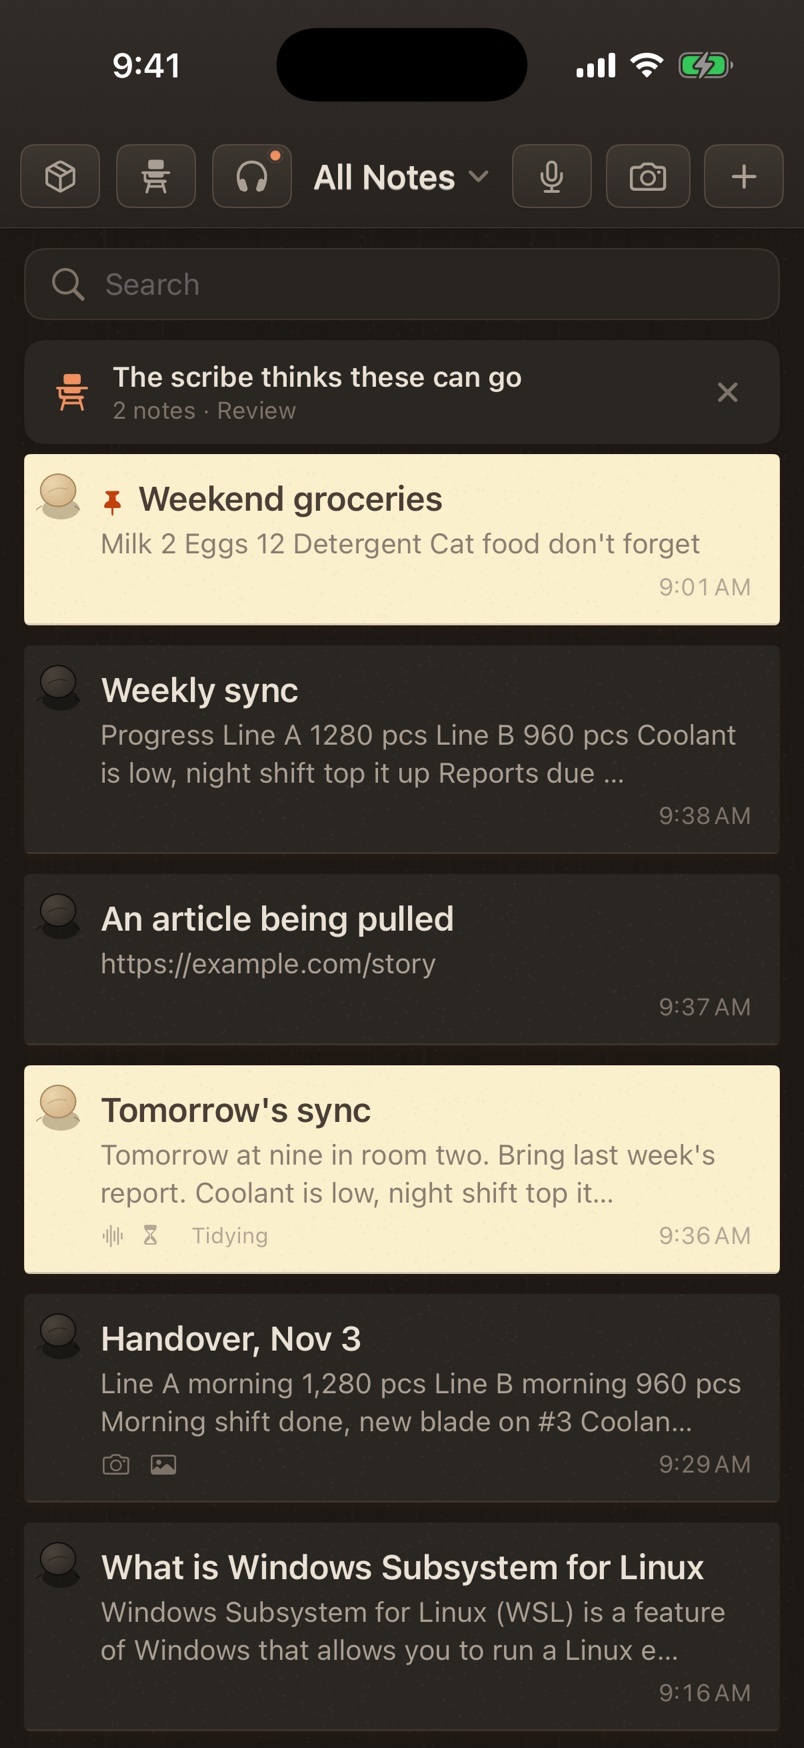 9:41
All Notes
Search
The scribe thinks these can go
2 notes · Review
Weekend groceries
Milk 2 Eggs 12 Detergent Cat food don't forget
9:01 AM
Weekly sync
Progress Line A 1280 pcs Line B 960 pcs Coolant
is low, night shift top it up Reports due ...
9:38 AM
An article being pulled
https://example.com/story
9:37 AM
Tomorrow's sync
Tomorrow at nine in room two. Bring last week's
report. Coolant is low, night shift top it...
Tidying
9:36 AM
Handover, Nov 3
Line A morning 1,280 pcs Line B morning 960 pcs
Morning shift done, new blade on #3 Coolan...
9:29 AM
What is Windows Subsystem for Linux
Windows Subsystem for Linux (WSL) is a feature
of Windows that allows you to run a Linux e...
9:16 AM